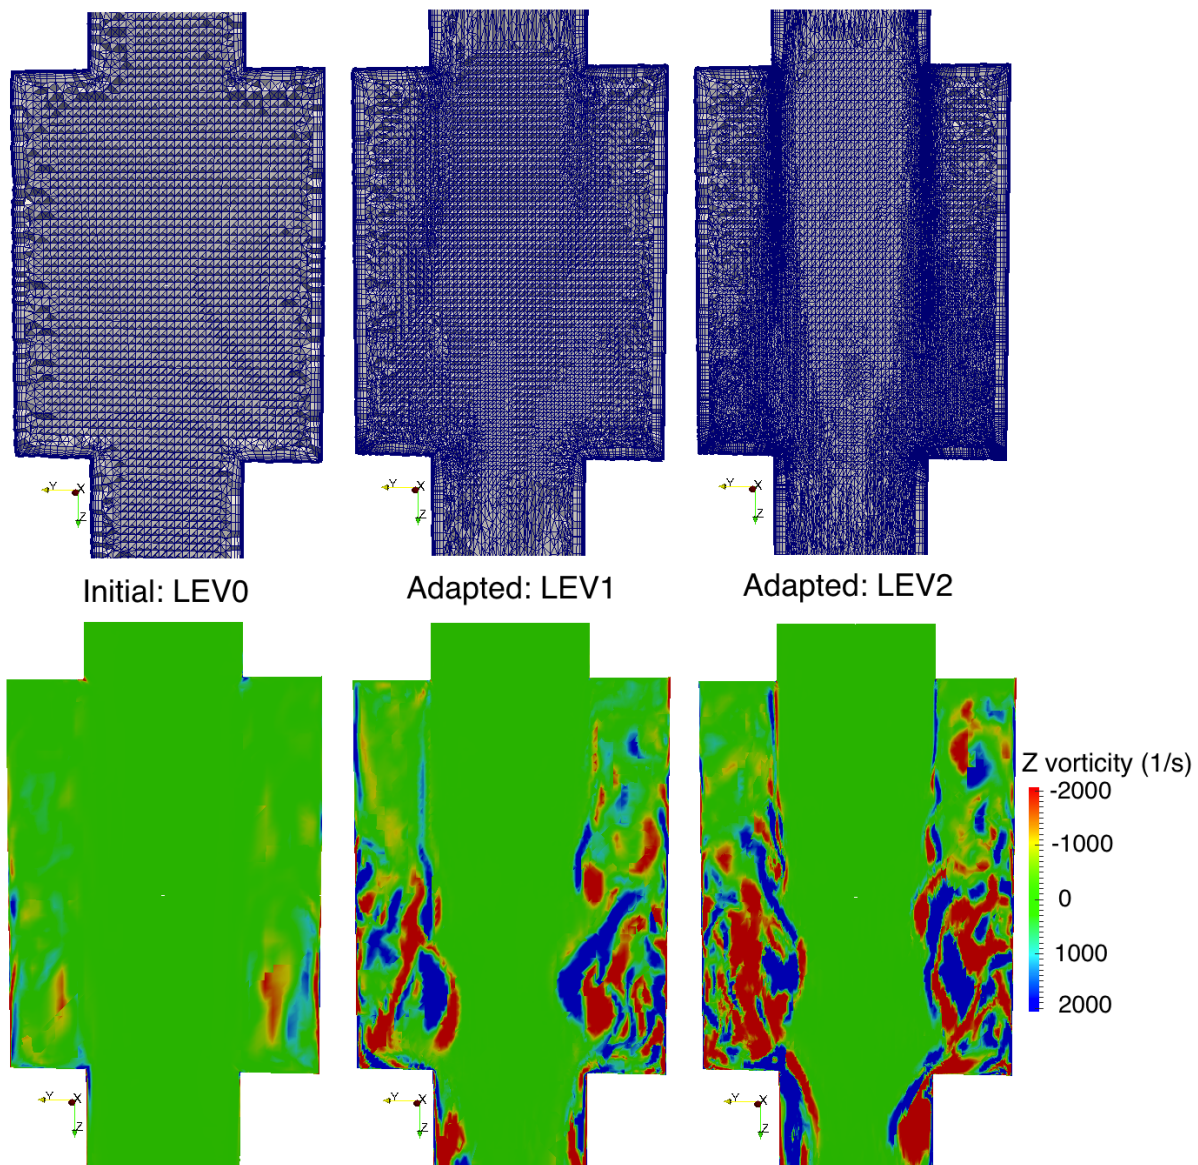 Y X
Z
Y X
Z
Y X
Z
Initial: LEV0
Adapted: LEV1
Adapted: LEV2
Z vorticity (1/s)
-2000
-1000
0
1000
2000
Y X
Z
Y X
Z
Y X
Z